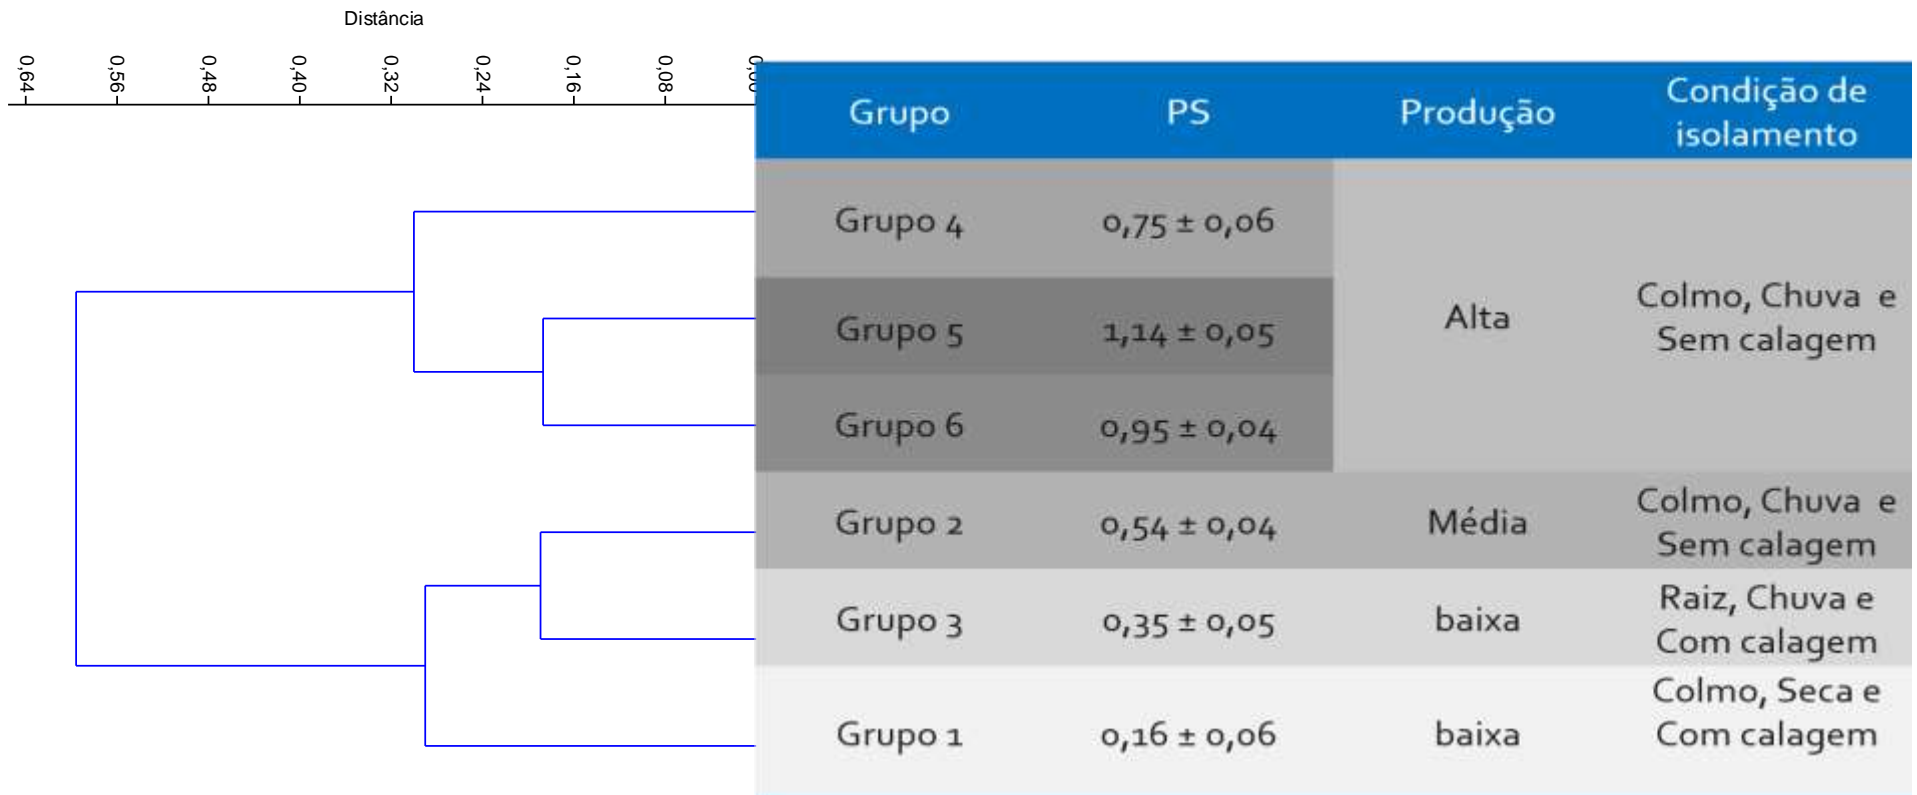 Distância
0,64 0,56 0,48 0,40 0,32 0,24 0,16 0,08
Grupo PS Produção Condição de
isolamento
Grupo 4 0,75 ± 0,06
Grupo 5 1,14 ± 0,05 Alta Colmo, Chuva e
Sem calagem
Grupo 6 0,95 ± 0,04
Grupo 2 0,54 ± 0,04 Média Colmo, Chuva e
Sem calagem
Grupo 3 0,35 ± 0,05 baixa Raiz, Chuva e
Com calagem
Grupo 1 0,16 ± 0,06 baixa Colmo, Seca e
Com calagem